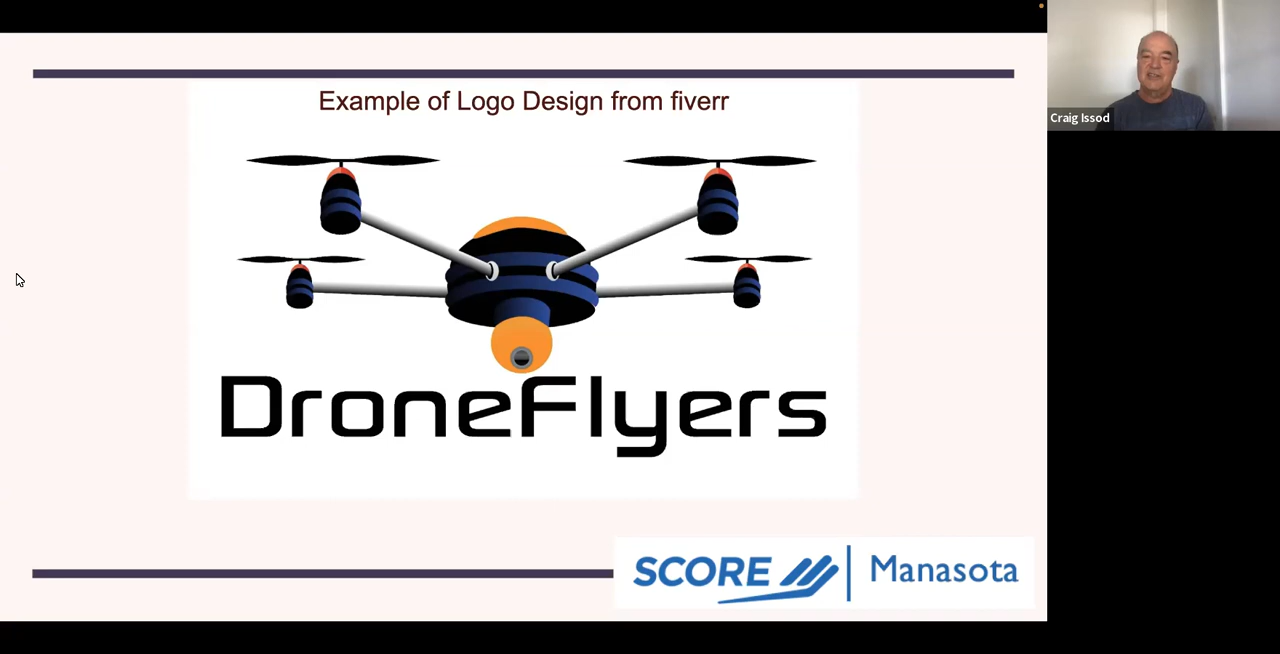 Example of Logo Design from fiverr
Craig Issod
DroneFlyers
SCORE Manasota